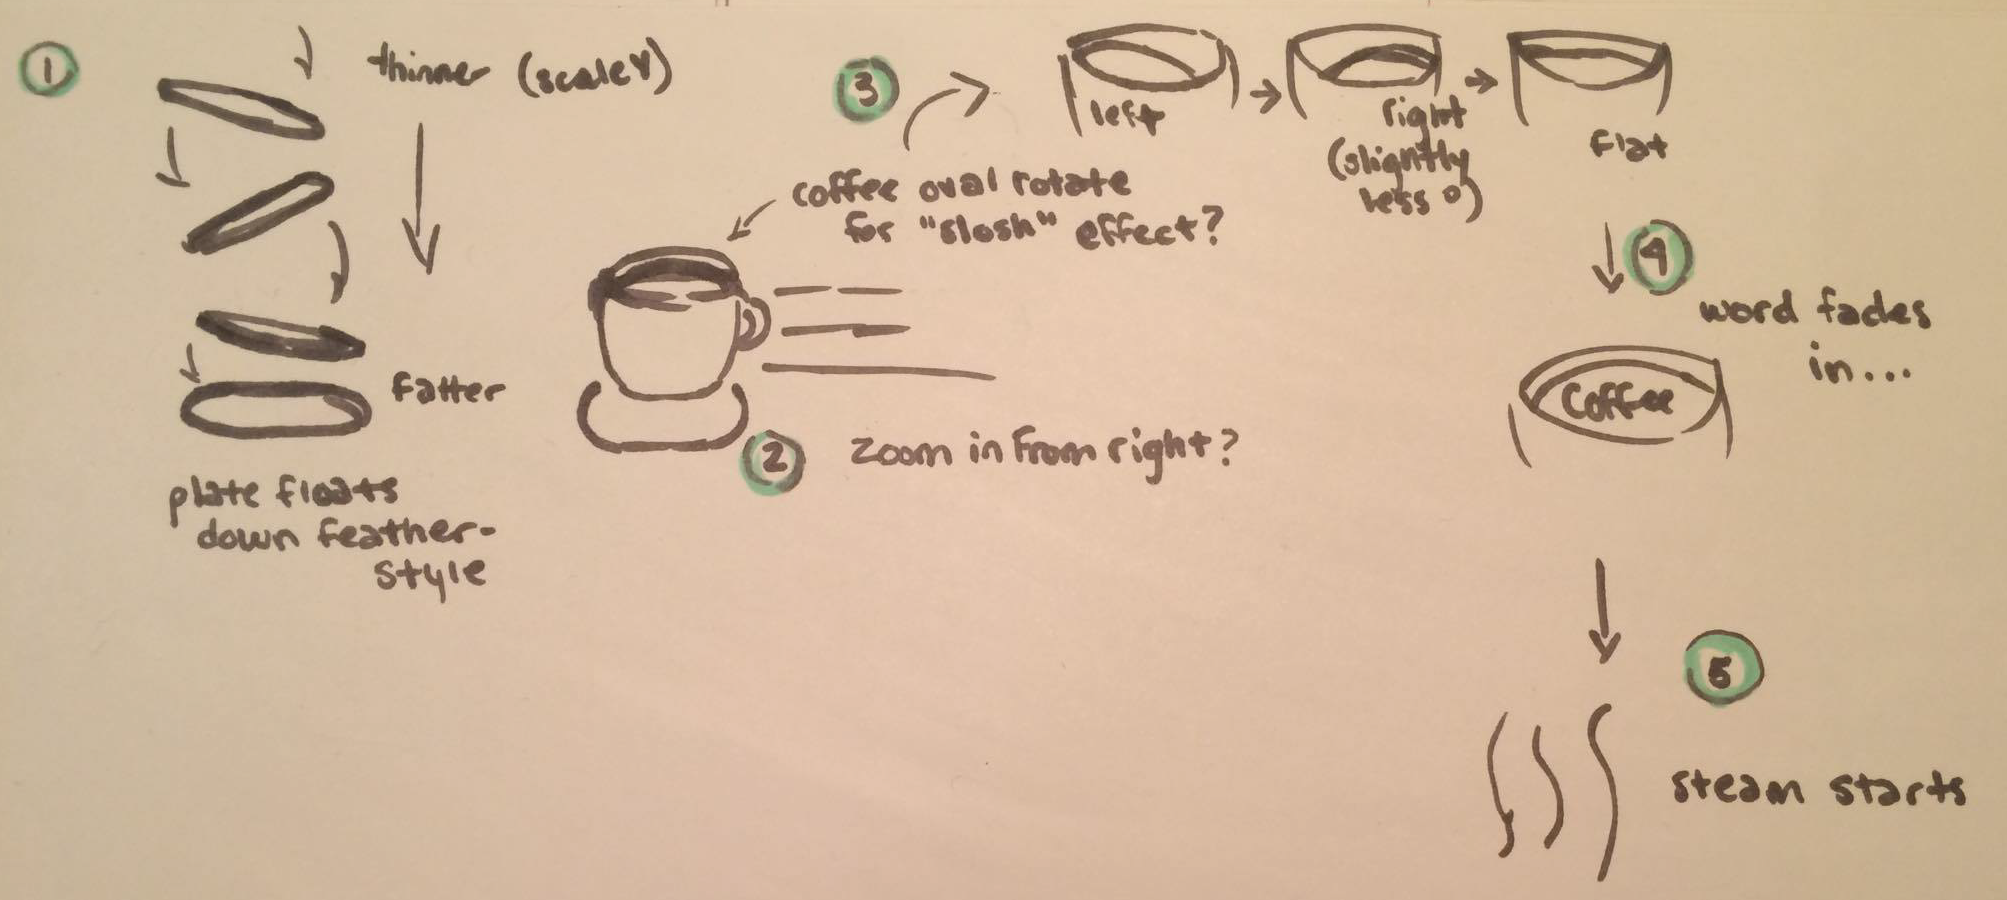 1
thinner (scaleY)
fatter
plate floats
down feather-
style
2
zoom in from right?
3
coffee oval rotate
for "slosh" effect?
left
right
(slightly
less °)
flat
4
word fades
in...
Coffee
5
steam starts